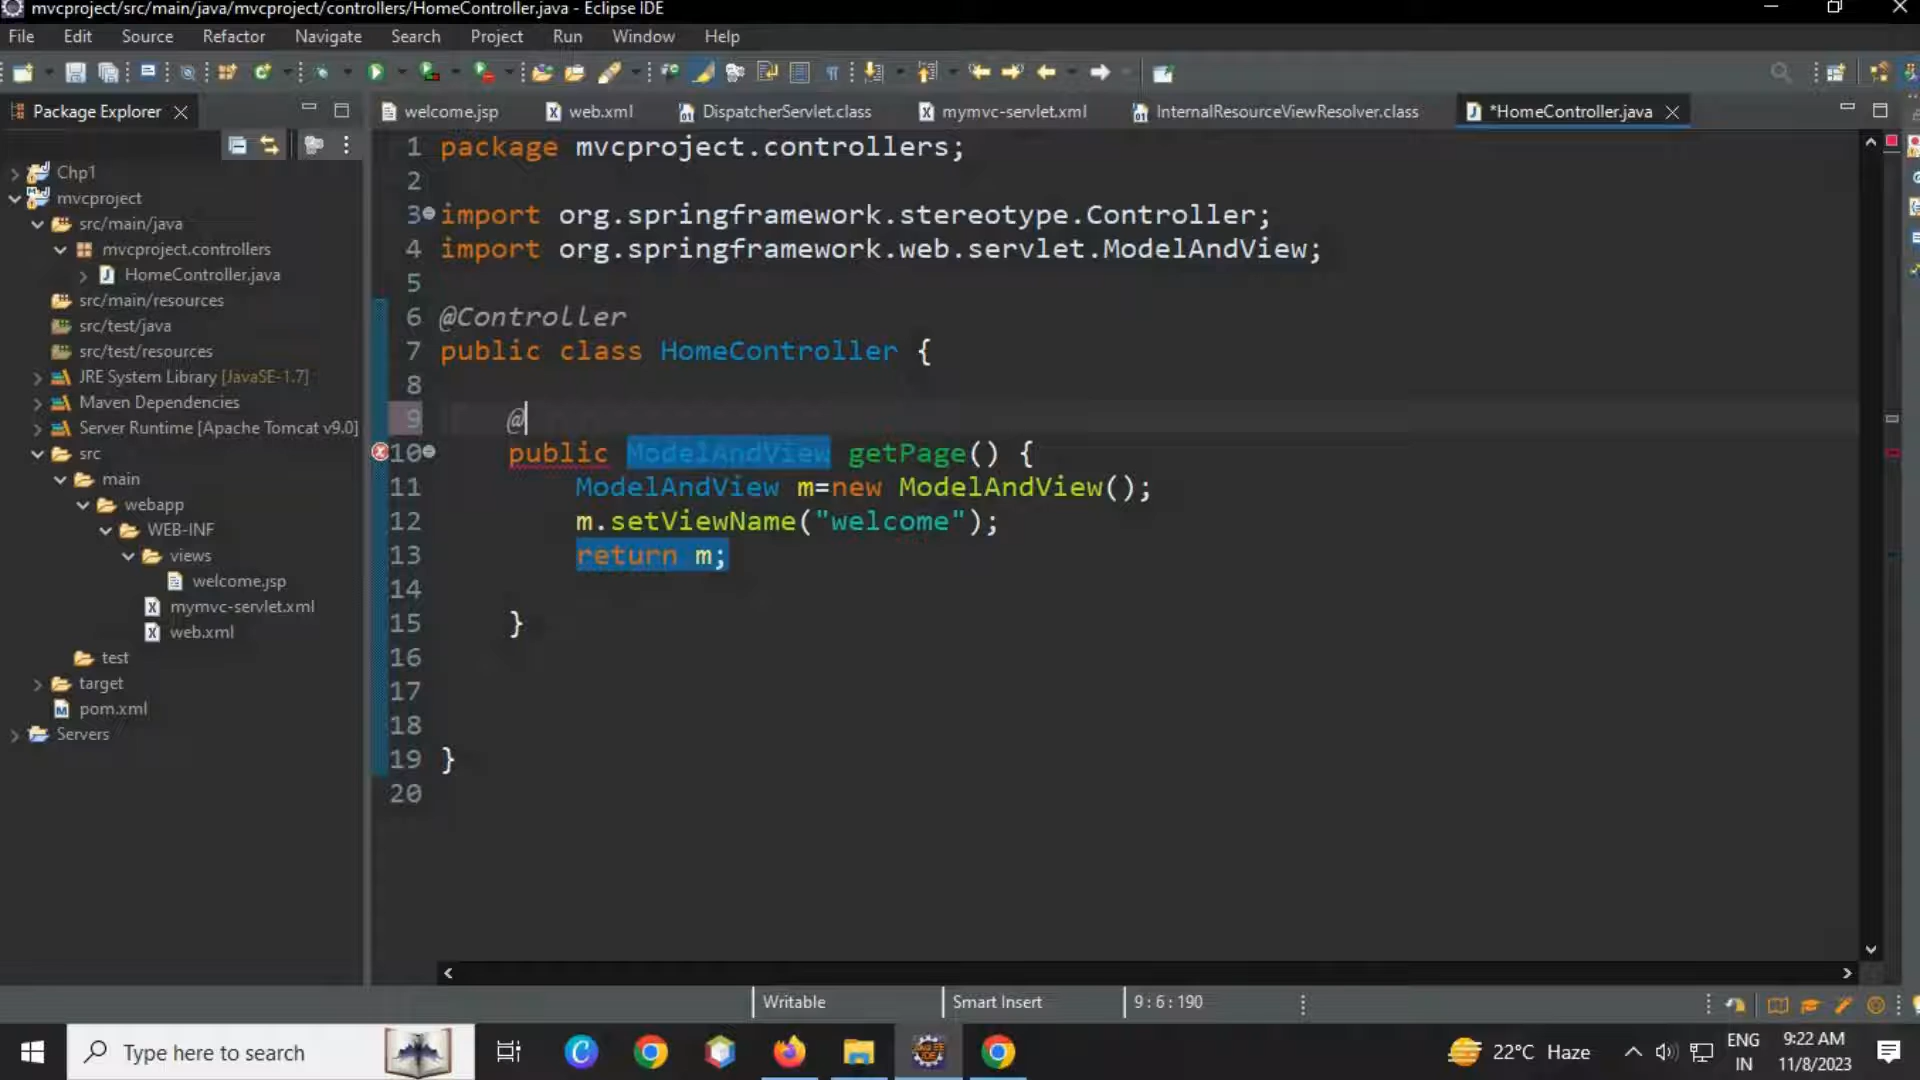 mvcproject/src/main/java/mvcproject/controllers/HomeController.java - Eclipse IDE
File Edit Source Refactor Navigate Search Project Run Window Help
Package Explorer
welcome.jsp web.xml DispatcherServlet.class mymvc-servlet.xml InternalResourceViewResolver.class *HomeController.java
Chp1
mvcproject
src/main/java
mvcproject.controllers
HomeController.java
src/main/resources
src/test/java
src/test/resources
JRE System Library [JavaSE-1.7]
Maven Dependencies
Server Runtime [Apache Tomcat v9.0]
src
main
webapp
WEB-INF
views
welcome.jsp
mymvc-servlet.xml
web.xml
test
target
pom.xml
Servers
1 package mvcproject.controllers;
2
3 import org.springframework.stereotype.Controller;
4 import org.springframework.web.servlet.ModelAndView;
5
6 @Controller
7 public class HomeController {
8
9 @
10 public ModelAndView getPage() {
11 ModelAndView m=new ModelAndView();
12 m.setViewName("welcome");
13 return m;
14
15 }
16
17
18
19 }
20
Writable Smart Insert 9 : 6 : 190
Type here to search
22°C Haze
ENG
IN
9:22 AM
11/8/2023